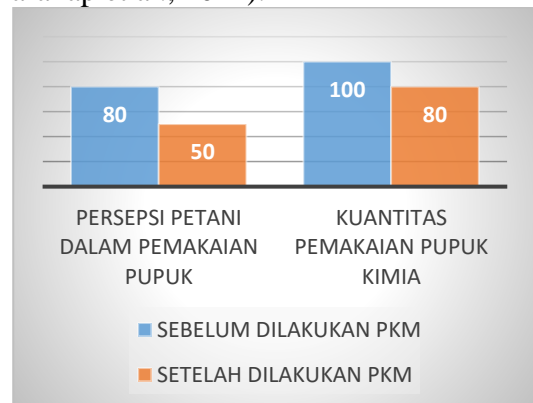 80
50
100
80
PERSEPSI PETANI
DALAM PEMAKAIAN
PUPUK
KUANTITAS
PEMAKAIAN PUPUK
KIMIA
SEBELUM DILAKUKAN PKM
SETELAH DILAKUKAN PKM